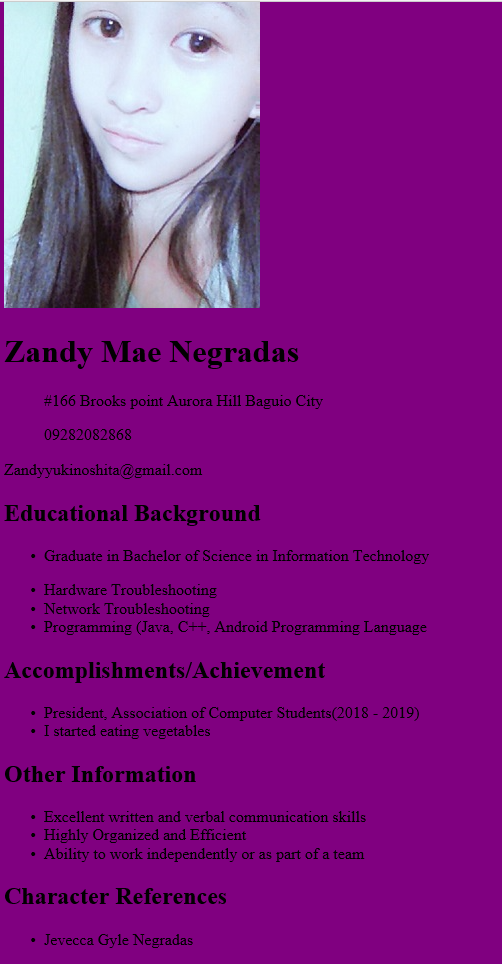 Zandy Mae Negradas
#166 Brooks point Aurora Hill Baguio City
09282082868
Zandyyukinoshita@gmail.com
Educational Background
• Graduate in Bachelor of Science in Information Technology
• Hardware Troubleshooting
• Network Troubleshooting
• Programming (Java, C++, Android Programming Language
Accomplishments/Achievement
• President, Association of Computer Students(2018 - 2019)
• I started eating vegetables
Other Information
• Excellent written and verbal communication skills
• Highly Organized and Efficient
• Ability to work independently or as part of a team
Character References
• Jevecca Gyle Negradas